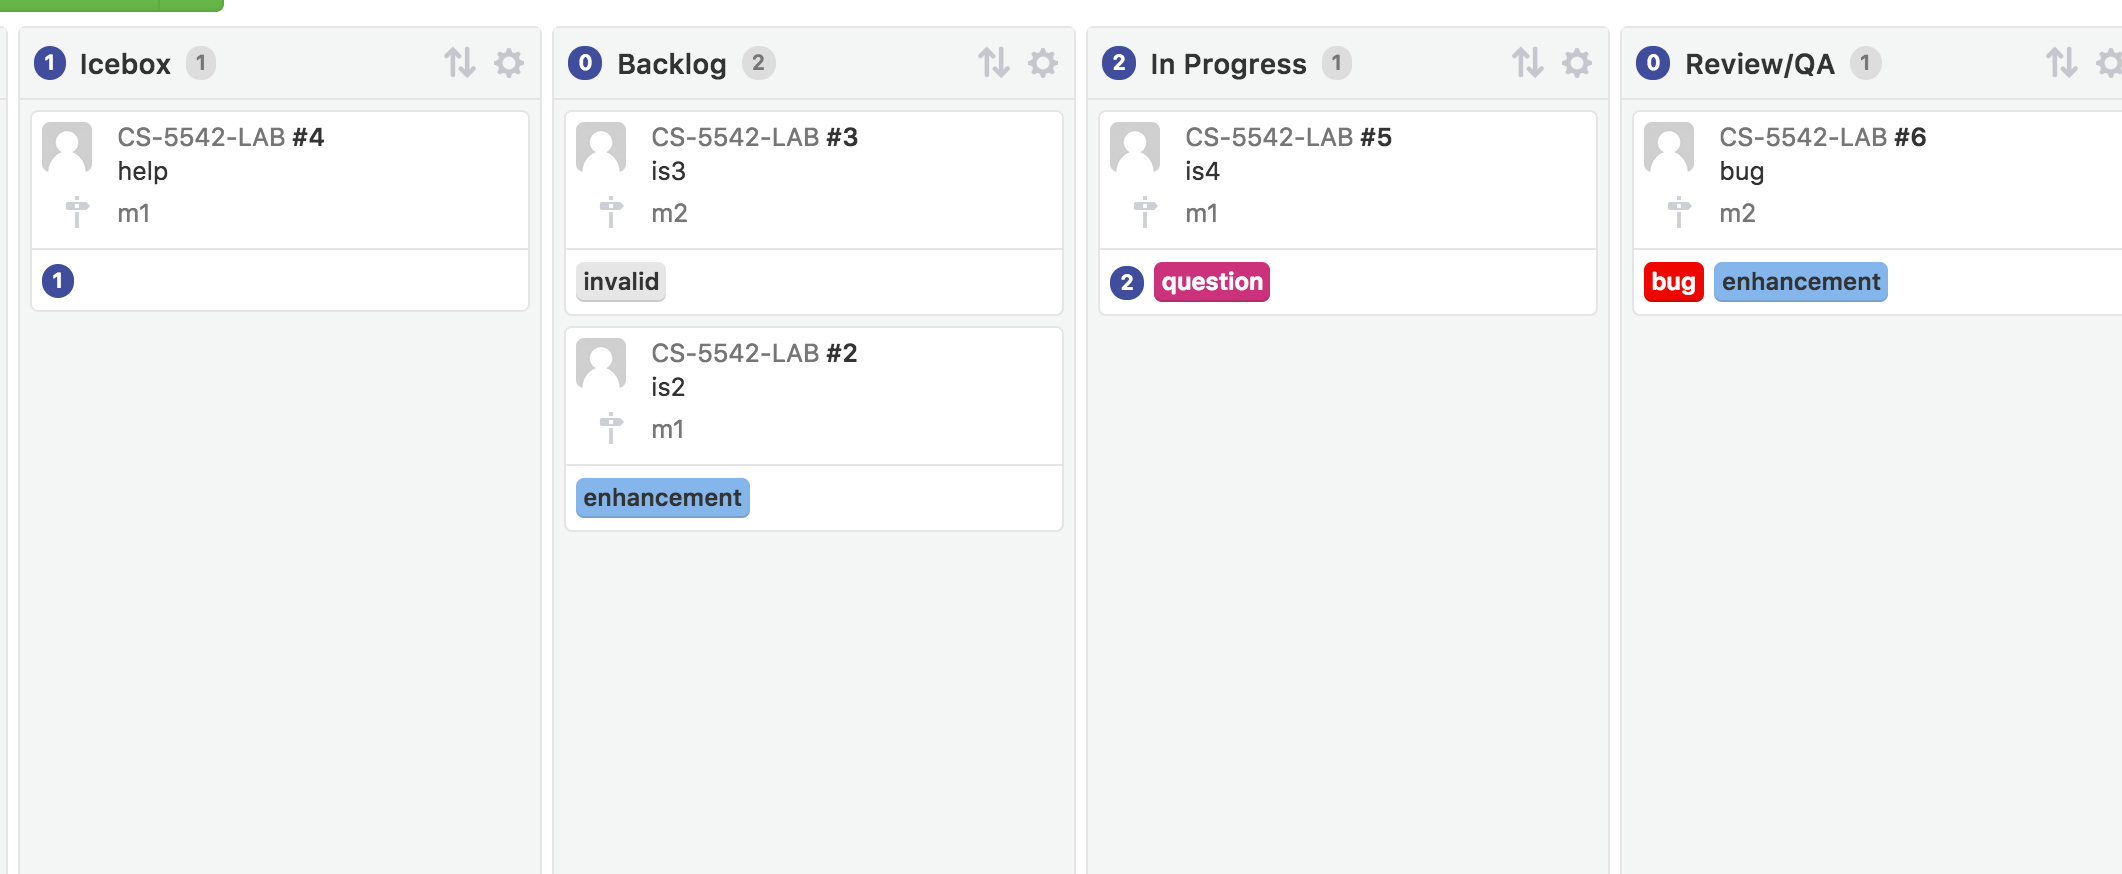 1 Icebox 1
CS-5542-LAB #4
help
m1
1
0 Backlog 2
CS-5542-LAB #3
is3
m2
invalid
CS-5542-LAB #2
is2
m1
enhancement
2 In Progress 1
CS-5542-LAB #5
is4
m1
2 question
0 Review/QA 1
CS-5542-LAB #6
bug
m2
bug enhancement